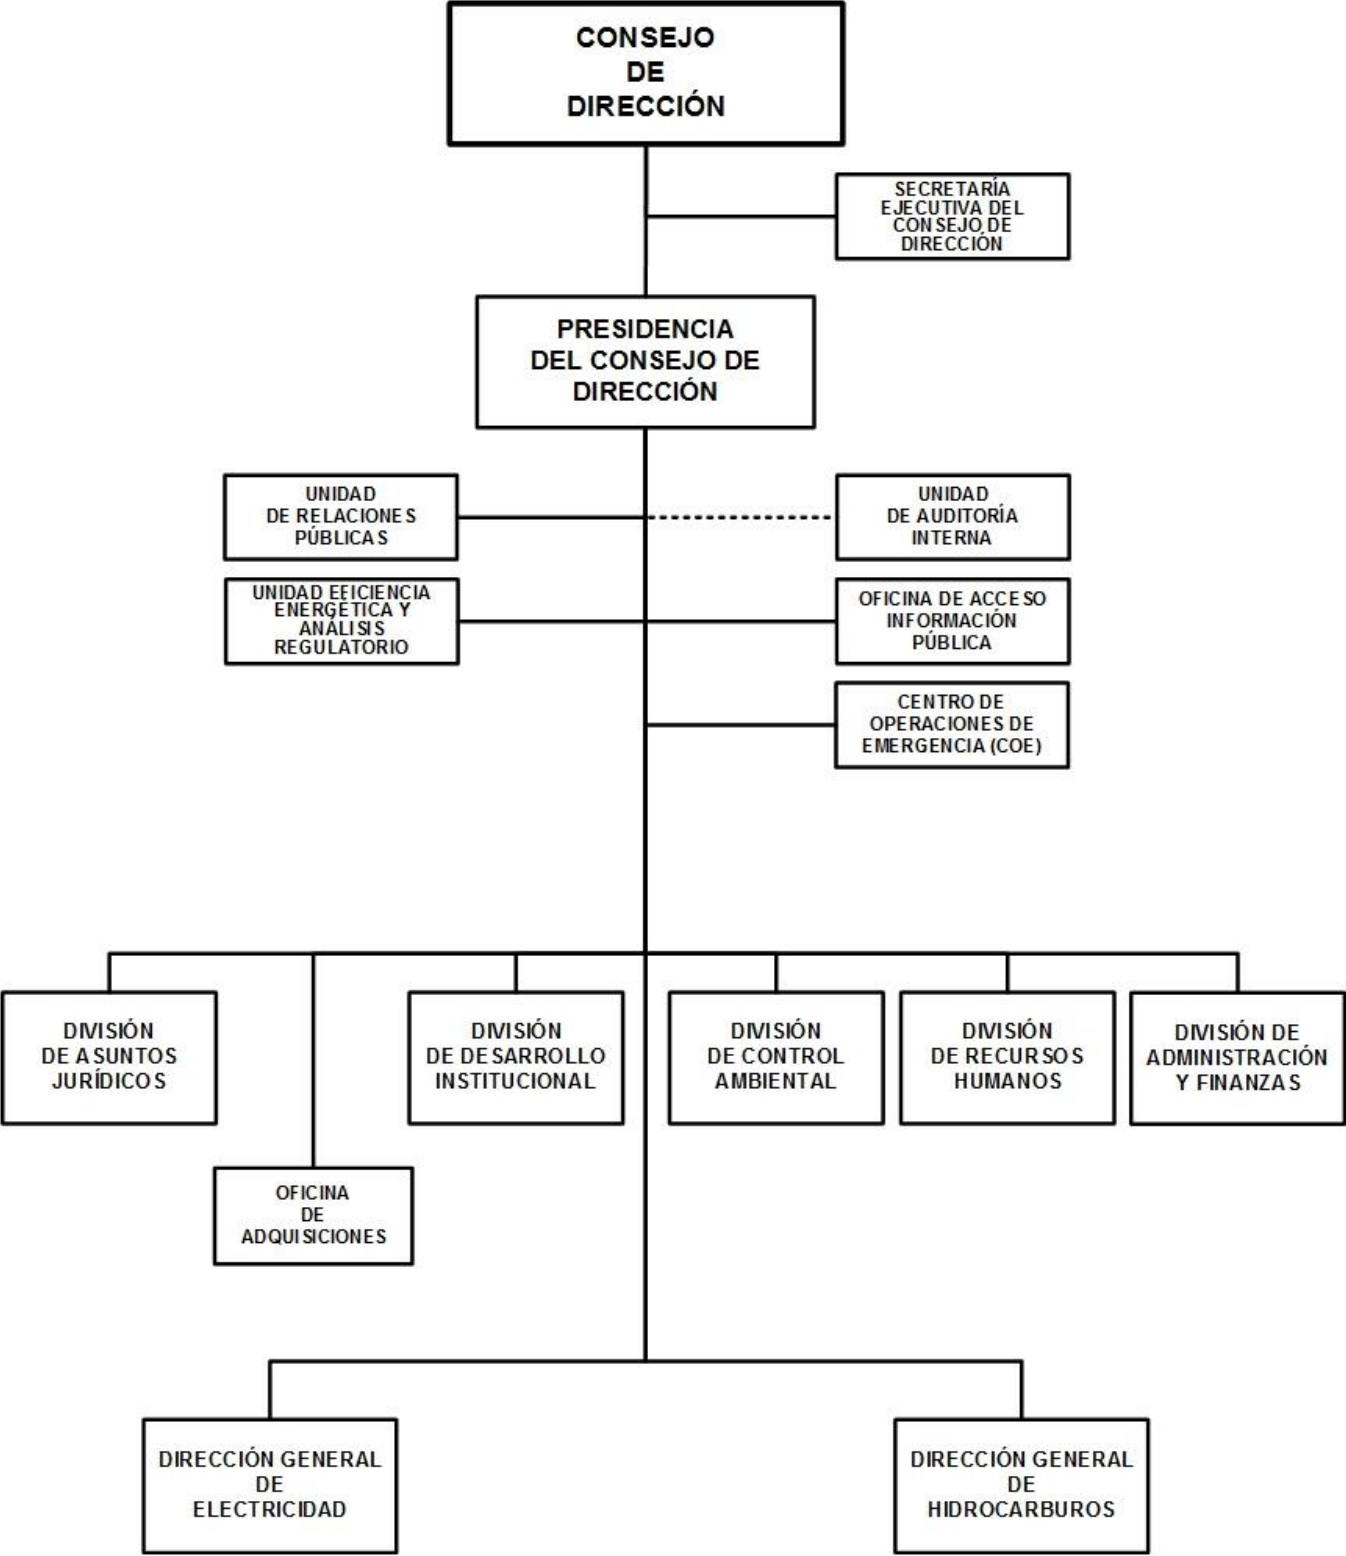 CONSEJO
DE
DIRECCIÓN
SECRETARÍA
EJECUTIVA DEL
CONSEJO DE
DIRECCIÓN
PRESIDENCIA
DEL CONSEJO DE
DIRECCIÓN
UNIDAD
DE RELACIONES
PÚBLICAS
UNIDAD
DE AUDITORÍA
INTERNA
UNIDAD EFICIENCIA
ENERGÉTICA Y
ANÁLISIS
REGULATORIO
OFICINA DE ACCESO
INFORMACIÓN
PÚBLICA
CENTRO DE
OPERACIONES DE
EMERGENCIA (COE)
DIVISIÓN
DE ASUNTOS
JURÍDICOS
DIVISIÓN
DE DESARROLLO
INSTITUCIONAL
DIVISIÓN
DE CONTROL
AMBIENTAL
DIVISIÓN
DE RECURSOS
HUMANOS
DIVISIÓN DE
ADMINISTRACIÓN
Y FINANZAS
OFICINA
DE
ADQUISICIONES
DIRECCIÓN GENERAL
DE
ELECTRICIDAD
DIRECCIÓN GENERAL
DE
HIDROCARBUROS